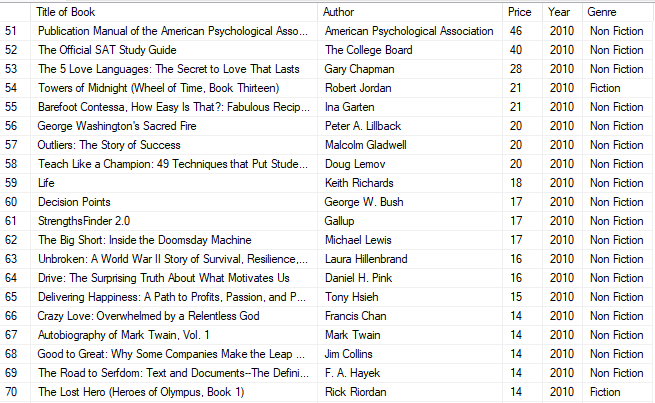 Title of Book Author Price Year Genre
51 Publication Manual of the American Psychological Asso... American Psychological Association 46 2010 Non Fiction
52 The Official SAT Study Guide The College Board 40 2010 Non Fiction
53 The 5 Love Languages: The Secret to Love That Lasts Gary Chapman 28 2010 Non Fiction
54 Towers of Midnight (Wheel of Time, Book Thirteen) Robert Jordan 21 2010 Fiction
55 Barefoot Contessa, How Easy Is That?: Fabulous Recip... Ina Garten 21 2010 Non Fiction
56 George Washington's Sacred Fire Peter A. Lillback 20 2010 Non Fiction
57 Outliers: The Story of Success Malcolm Gladwell 20 2010 Non Fiction
58 Teach Like a Champion: 49 Techniques that Put Stude... Doug Lemov 20 2010 Non Fiction
59 Life Keith Richards 18 2010 Non Fiction
60 Decision Points George W. Bush 17 2010 Non Fiction
61 StrengthsFinder 2.0 Gallup 17 2010 Non Fiction
62 The Big Short: Inside the Doomsday Machine Michael Lewis 17 2010 Non Fiction
63 Unbroken: A World War II Story of Survival, Resilience,... Laura Hillenbrand 16 2010 Non Fiction
64 Drive: The Surprising Truth About What Motivates Us Daniel H. Pink 16 2010 Non Fiction
65 Delivering Happiness: A Path to Profits, Passion, and P... Tony Hsieh 15 2010 Non Fiction
66 Crazy Love: Overwhelmed by a Relentless God Francis Chan 14 2010 Non Fiction
67 Autobiography of Mark Twain, Vol. 1 Mark Twain 14 2010 Non Fiction
68 Good to Great: Why Some Companies Make the Leap ... Jim Collins 14 2010 Non Fiction
69 The Road to Serfdom: Text and Documents--The Defini... F. A. Hayek 14 2010 Non Fiction
70 The Lost Hero (Heroes of Olympus, Book 1) Rick Riordan 14 2010 Fiction